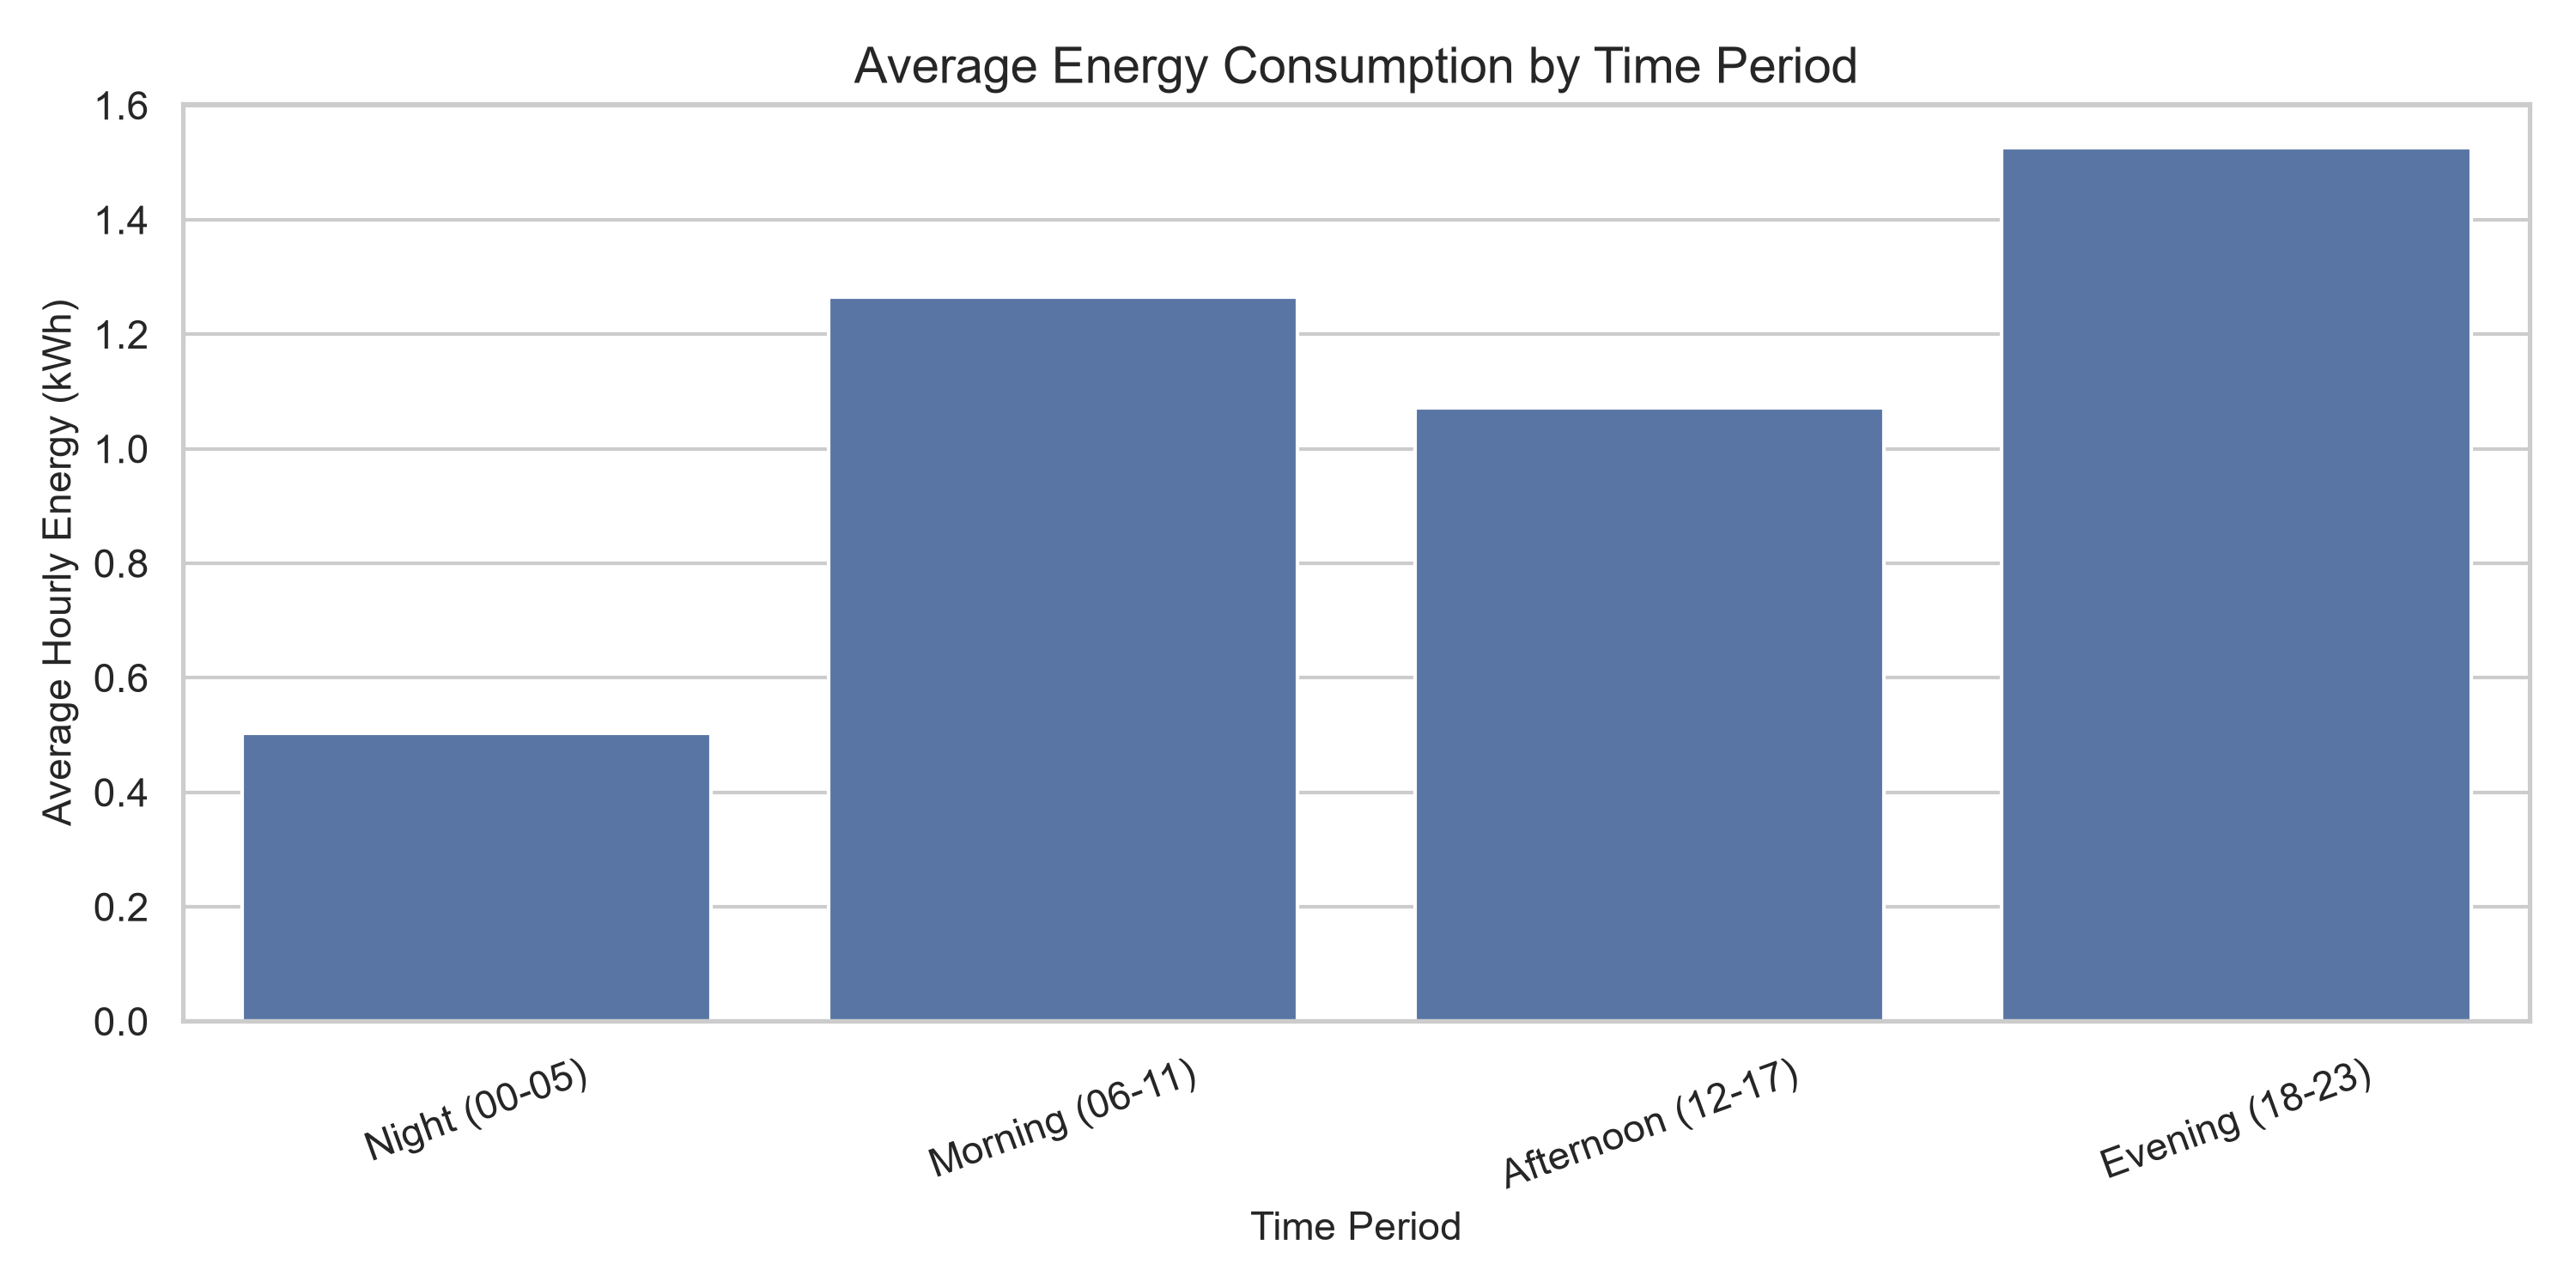 Average Energy Consumption by Time Period
Average Hourly Energy (kWh)
1.6
1.4
1.2
1.0
0.8
0.6
0.4
0.2
0.0
Night (00-05)
Morning (06-11)
Afternoon (12-17)
Evening (18-23)
Time Period